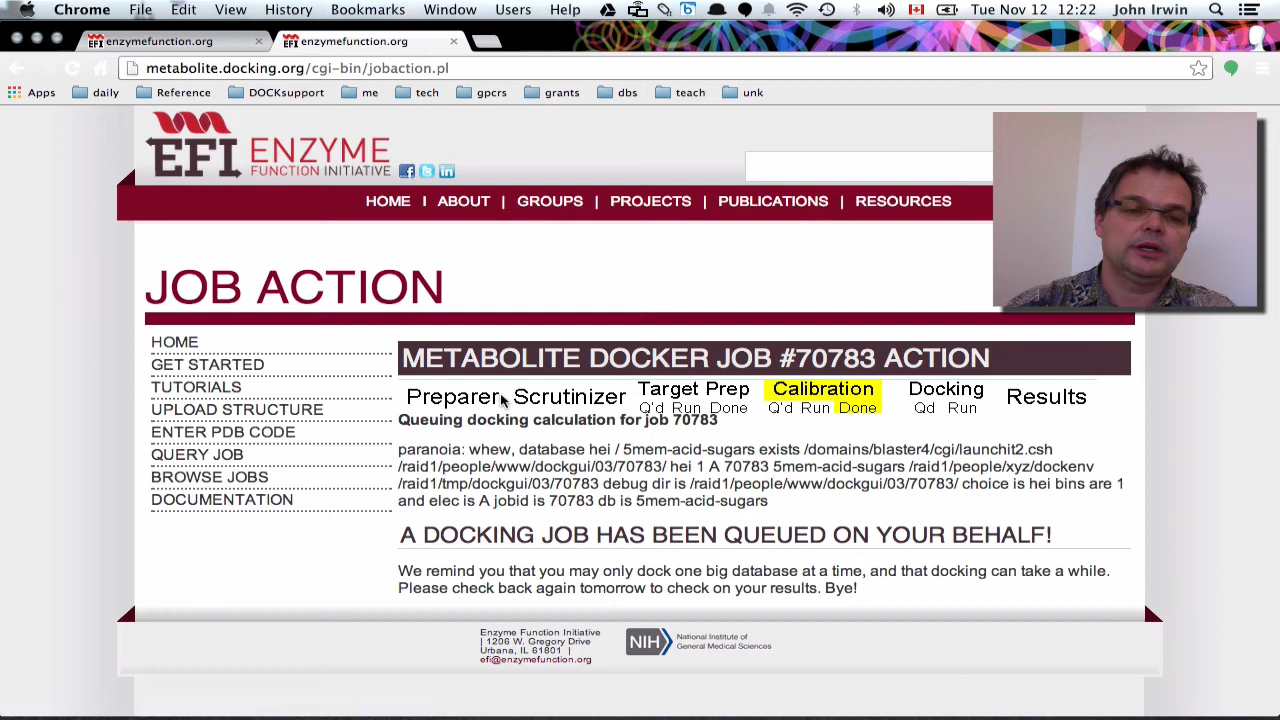 Chrome File Edit View History Bookmarks Window Users Help Tue Nov 12 12:22 John Irwin
EFI enzymefunction.org EFI enzymefunction.org
metabolite.docking.org/cgi-bin/jobaction.pl
Apps daily Reference DOCKsupport me tech gpcrs grants dbs teach unk
EFI ENZYME
FUNCTION INITIATIVE
HOME | ABOUT | GROUPS | PROJECTS | PUBLICATIONS | RESOURCES
JOB ACTION
HOME
GET STARTED
TUTORIALS
UPLOAD STRUCTURE
ENTER PDB CODE
QUERY JOB
BROWSE JOBS
DOCUMENTATION
METABOLITE DOCKER JOB #70783 ACTION
Preparer Scrutinizer Target Prep Calibration Docking Results
Q'd Run Done Q'd Run Done Qd Run
Queuing docking calculation for job 70783
paranoia: whew, database hei / 5mem-acid-sugars exists /domains/blaster4/cgi/launchit2.csh
/raid1/people/www/dockgui/03/70783/ hei 1 A 70783 5mem-acid-sugars /raid1/people/xyz/dockenv
/raid1/tmp/dockgui/03/70783 debug dir is /raid1/people/www/dockgui/03/70783/ choice is hei bins are 1
and elec is A jobid is 70783 db is 5mem-acid-sugars
A DOCKING JOB HAS BEEN QUEUED ON YOUR BEHALF!
We remind you that you may only dock one big database at a time, and that docking can take a while.
Please check back again tomorrow to check on your results. Bye!
Enzyme Function Initiative
| 1206 W. Gregory Drive
Urbana, IL 61801 |
efi@enzymefunction.org
NIH National Institute of
General Medical Sciences